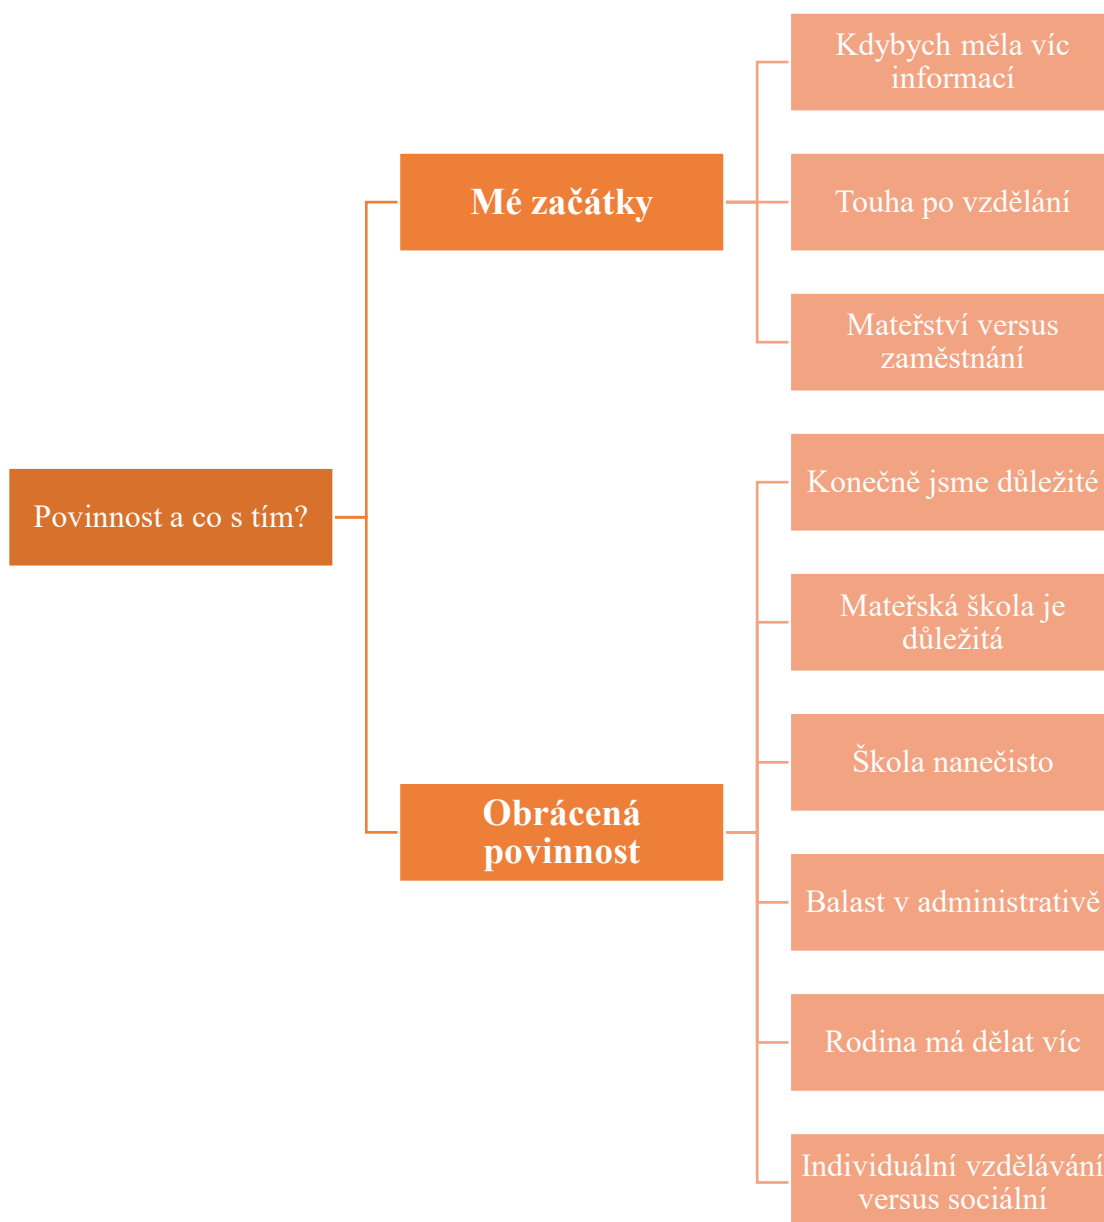 Povinnost a co s tím?
Mé začátky
Kdybych měla víc
informací
Touha po vzdělání
Mateřství versus
zaměstnání
Obrácená
povinnost
Konečně jsme důležité
Mateřská škola je
důležitá
Škola nanečisto
Balast v administrativě
Rodina má dělat víc
Individuální vzdělávání
versus sociální